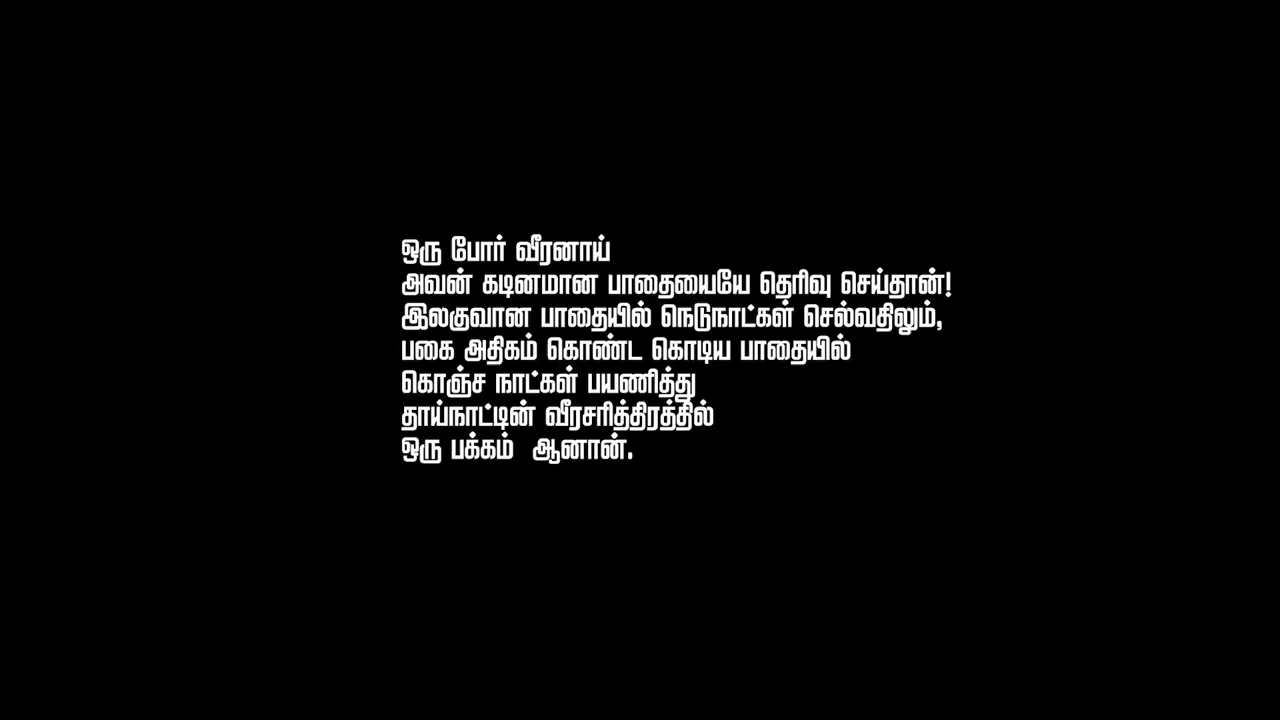 ஒரு போர் வீரனாய்
அவன் கடினமான பாதையையே தெரிவு செய்தான்!
இலகுவான பாதையில் நெடுநாட்கள் செல்வதிலும்,
பகை அதிகம் கொண்ட கொடிய பாதையில்
கொஞ்ச நாட்கள் பயணித்து
தாய்நாட்டின் வீரசரித்திரத்தில்
ஒரு பக்கம் ஆனான்.